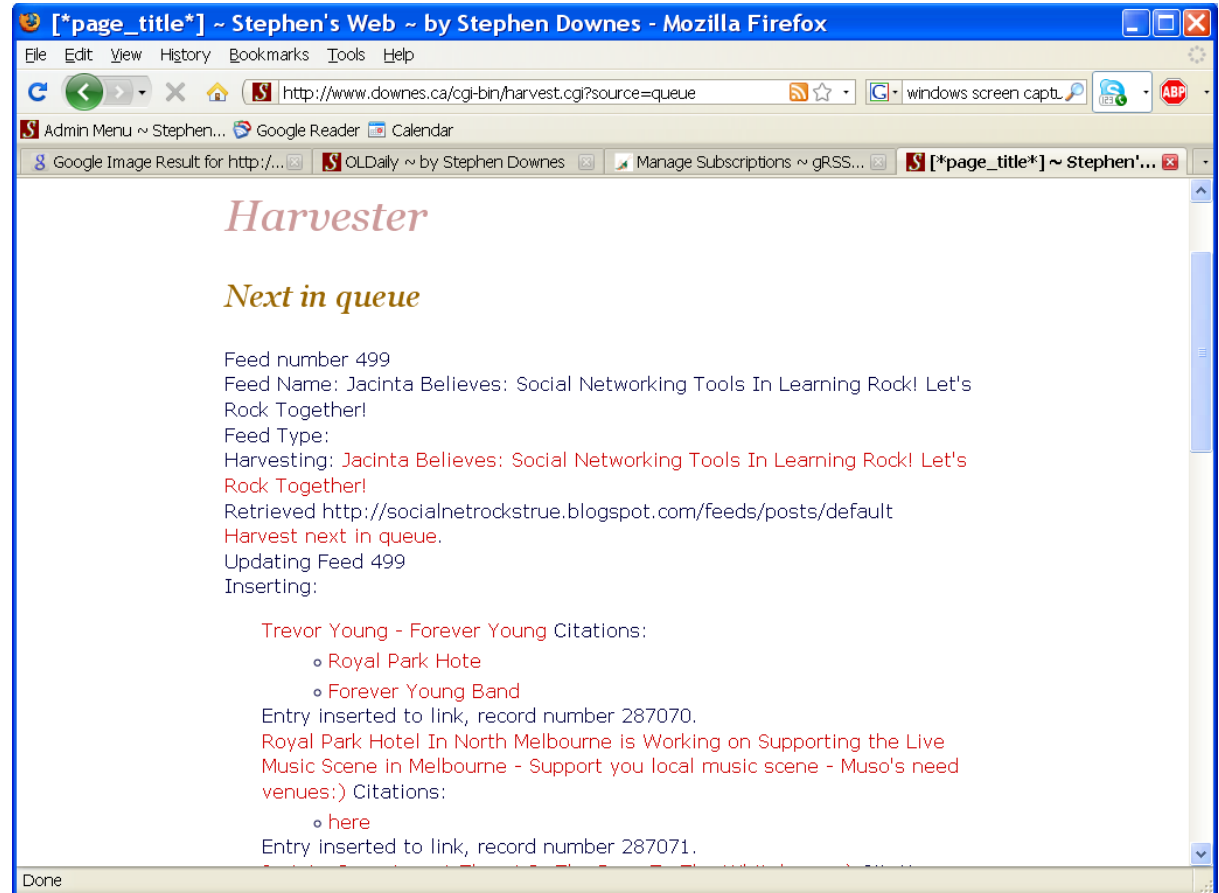 [*page_title*] ~ Stephen's Web ~ by Stephen Downes - Mozilla Firefox
File Edit View History Bookmarks Tools Help
http://www.downes.ca/cgi-bin/harvest.cgi?source=queue G windows screen captu ABP
Admin Menu ~ Stephen... Google Reader Calendar
Google Image Result for http:/... OLDaily ~ by Stephen Downes Manage Subscriptions ~ gRSS... [*page_title*] ~ Stephen'...
Harvester
Next in queue
Feed number 499
Feed Name: Jacinta Believes: Social Networking Tools In Learning Rock! Let's
Rock Together!
Feed Type:
Harvesting: Jacinta Believes: Social Networking Tools In Learning Rock! Let's
Rock Together!
Retrieved http://socialnetrockstrue.blogspot.com/feeds/posts/default
Harvest next in queue.
Updating Feed 499
Inserting:
Trevor Young - Forever Young Citations:
Royal Park Hote
Forever Young Band
Entry inserted to link, record number 287070.
Royal Park Hotel In North Melbourne is Working on Supporting the Live
Music Scene in Melbourne - Support you local music scene - Muso's need
venues:) Citations:
here
Entry inserted to link, record number 287071.
Done